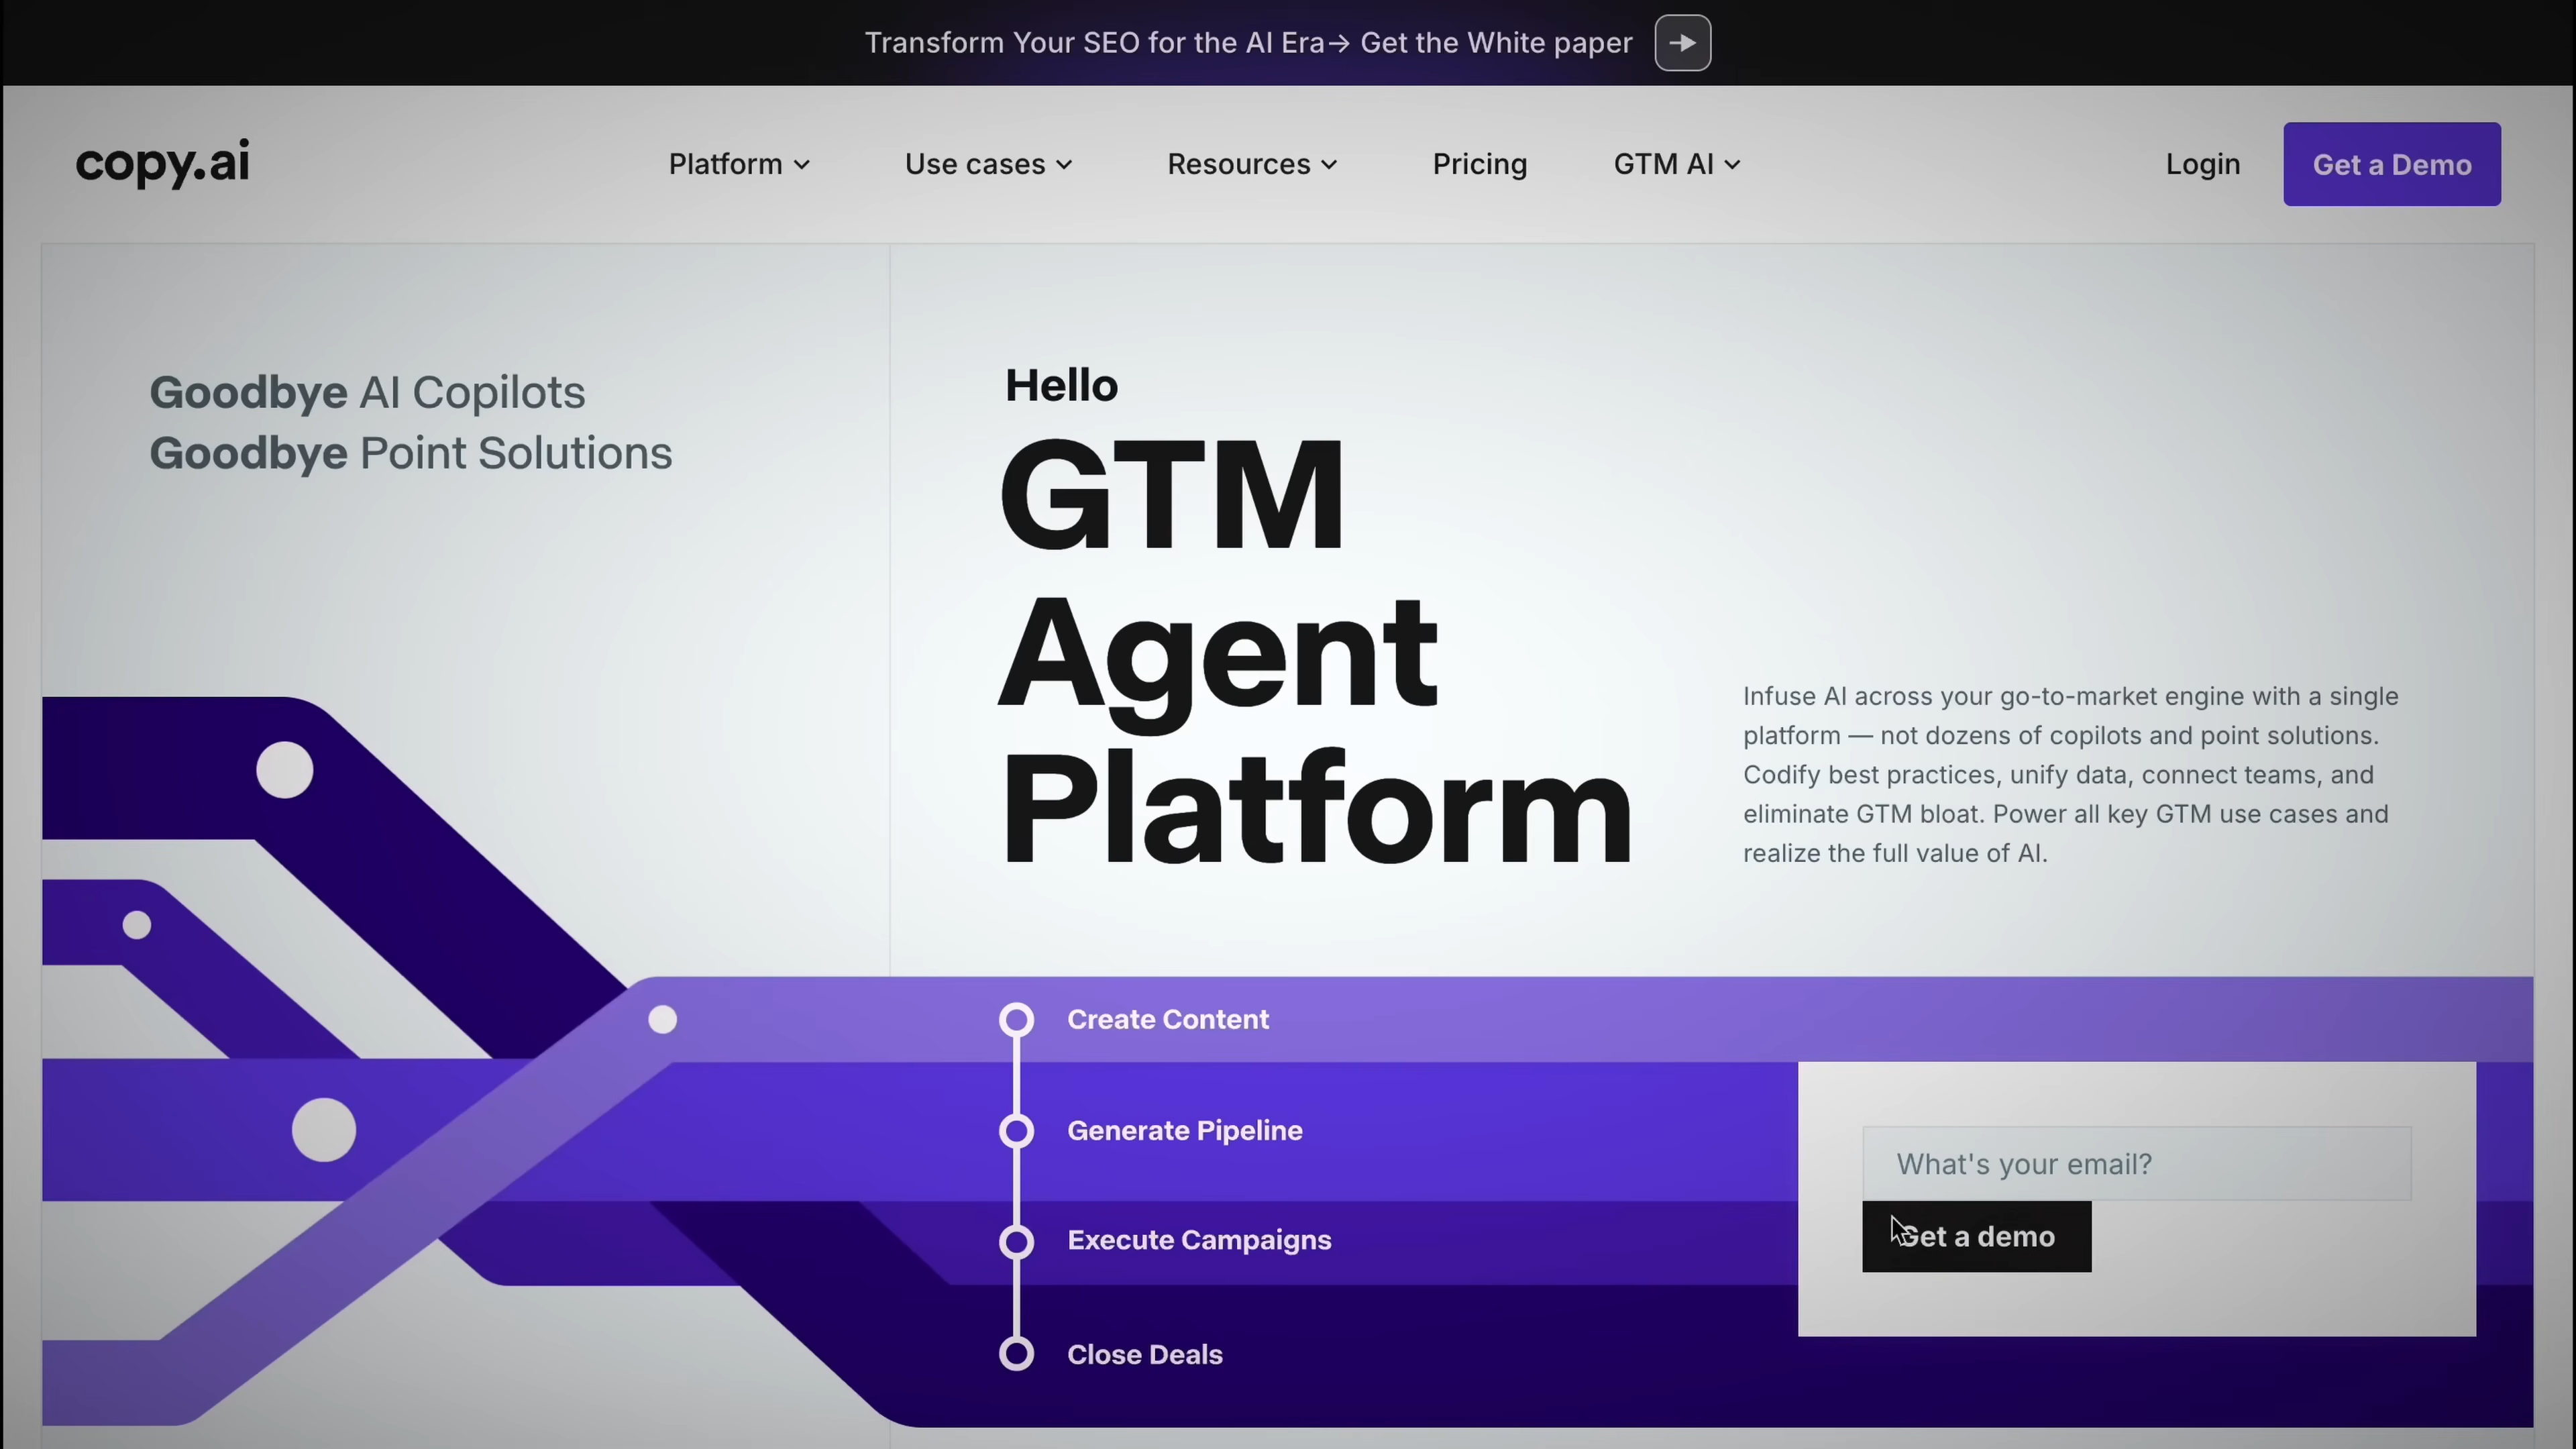 Transform Your SEO for the AI Era→ Get the White paper
copy.ai
Platform
Use cases
Resources
Pricing
GTM AI
Login
Get a Demo
Goodbye AI Copilots
Goodbye Point Solutions
Hello
GTM
Agent
Platform
Infuse AI across your go-to-market engine with a single
platform — not dozens of copilots and point solutions.
Codify best practices, unify data, connect teams, and
eliminate GTM bloat. Power all key GTM use cases and
realize the full value of AI.
Create Content
Generate Pipeline
Execute Campaigns
Close Deals
What's your email?
Get a demo